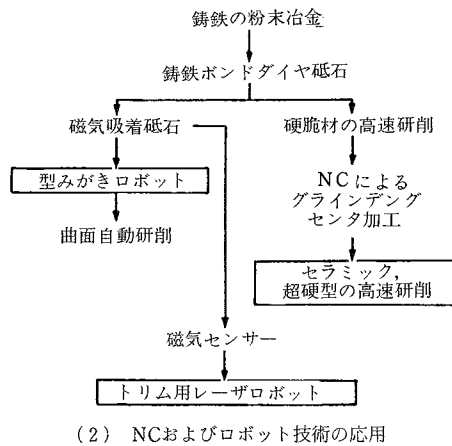 鋳鉄の粉末冶金
鋳鉄ボンドダイヤ砥石
磁気吸着砥石
硬脆材の高速研削
型みがきロボット
曲面自動研削
NCによる
グラインデング
センタ加工
セラミック,
超硬型の高速研削
磁気センサー
トリム用レーザロボット
(2) NCおよびロボット技術の応用